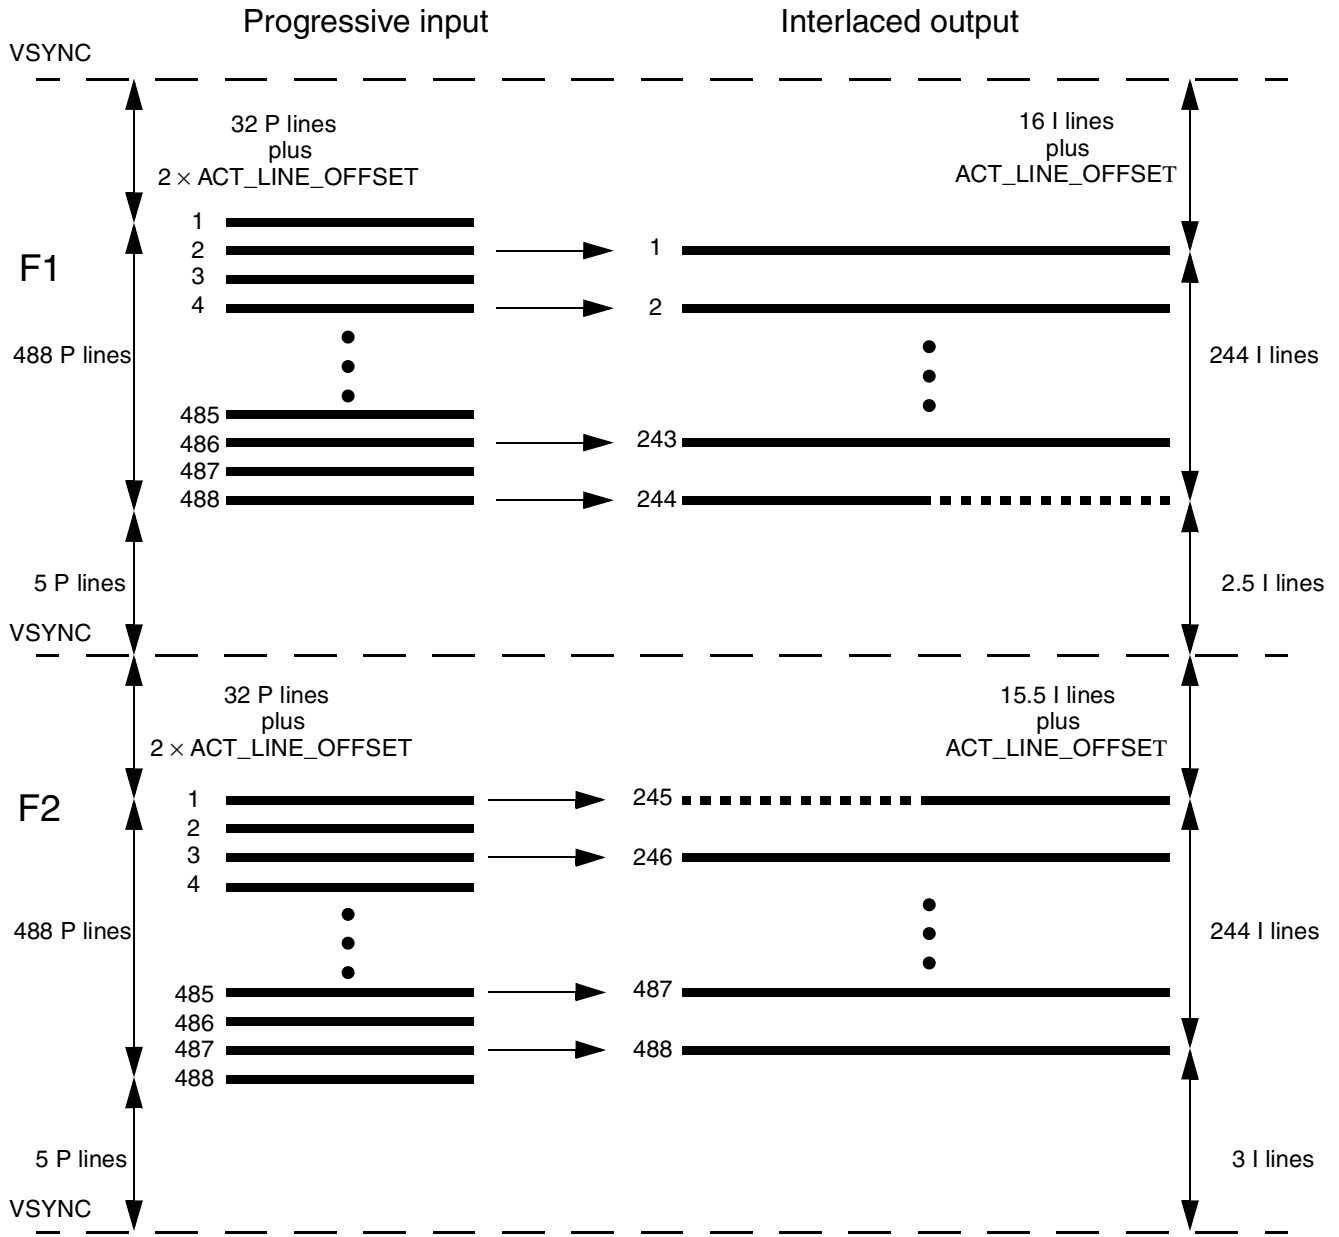 Progressive input
Interlaced output
VSYNC
32 P lines
plus
2 × ACT_LINE_OFFSET
16 I lines
plus
ACT_LINE_OFFSET
F1
1
2
3
4
1
2
488 P lines
244 I lines
485
486
487
488
243
244
5 P lines
2.5 I lines
VSYNC
32 P lines
plus
2 × ACT_LINE_OFFSET
15.5 I lines
plus
ACT_LINE_OFFSET
F2
1
2
3
4
245
246
488 P lines
244 I lines
485
486
487
488
487
488
5 P lines
3 I lines
VSYNC